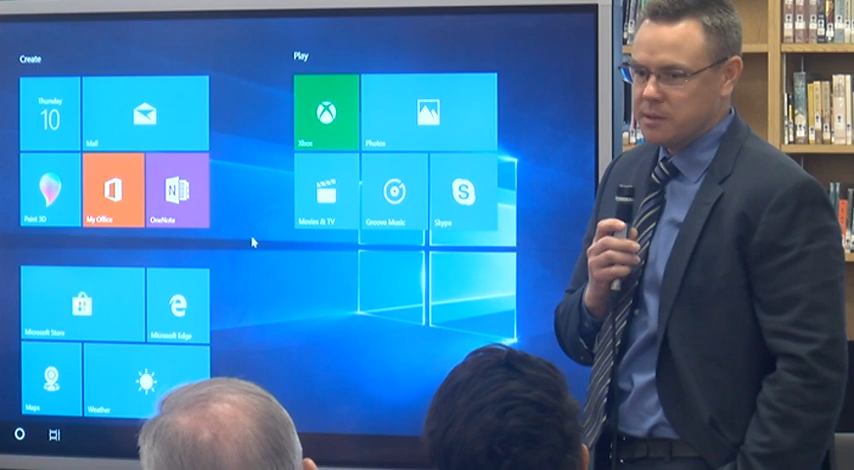 Create
Play
Thursday
10
Mail
Xbox
Photos
Paint 3D
My Office
OneNote
Movies & TV
Groove Music
Skype
Microsoft Store
Microsoft Edge
Maps
Weather